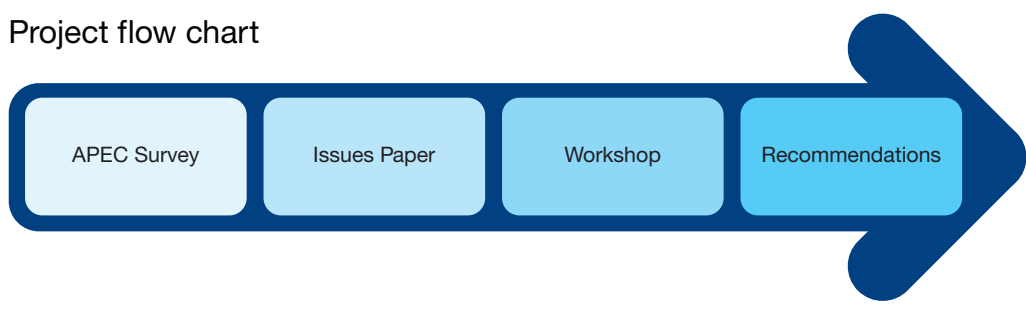 Project flow chart
APEC Survey
Issues Paper
Workshop
Recommendations